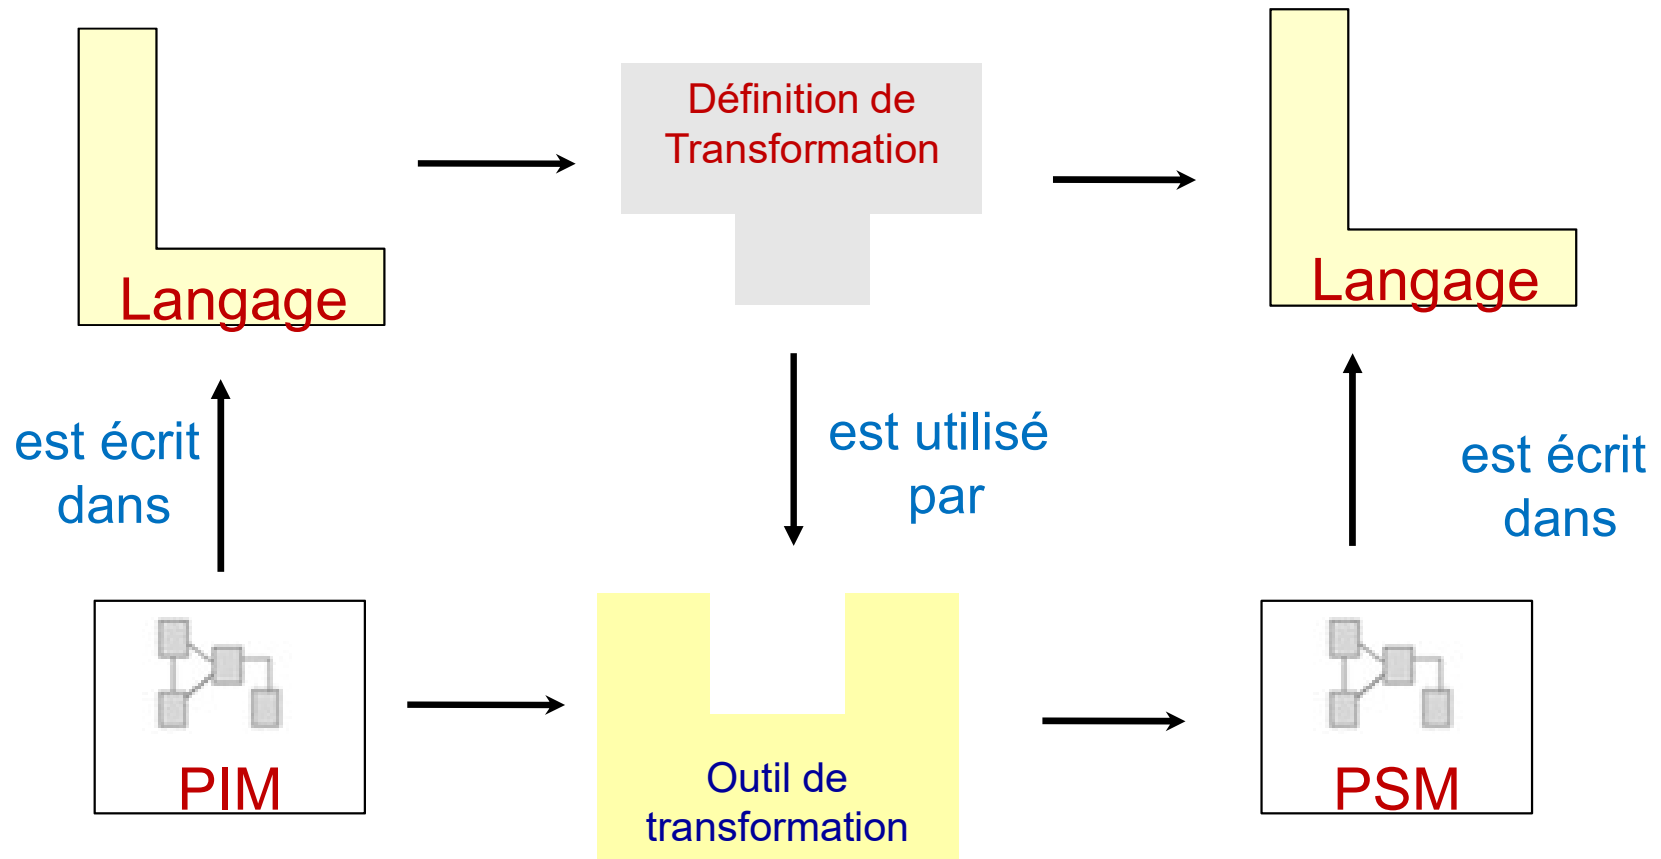 Définition de
Transformation
Langage
Langage
est écrit
dans
est utilisé
par
est écrit
dans
PIM
Outil de
transformation
PSM